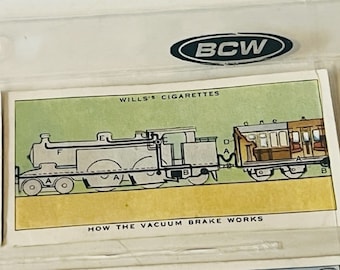 BCW
WILLS'S CIGARETTES
F
E
D
A
B
A
A
A
HOW THE VACUUM BRAKE WORKS